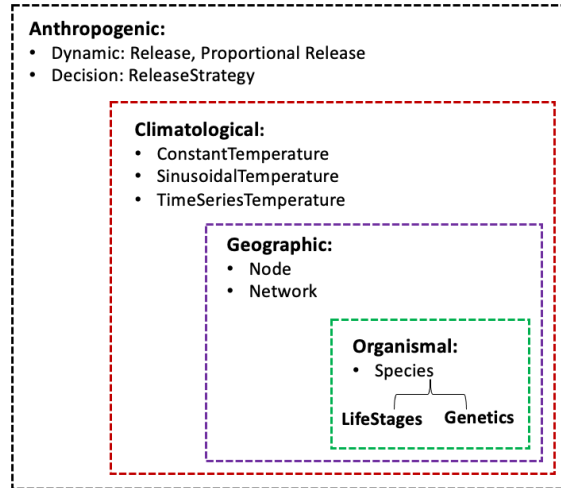 Anthropogenic:
• Dynamic: Release, Proportional Release
• Decision: ReleaseStrategy
Climatological:
• ConstantTemperature
• SinusoidalTemperature
• TimeSeriesTemperature
Geographic:
• Node
• Network
Organismal:
• Species
LifeStages Genetics